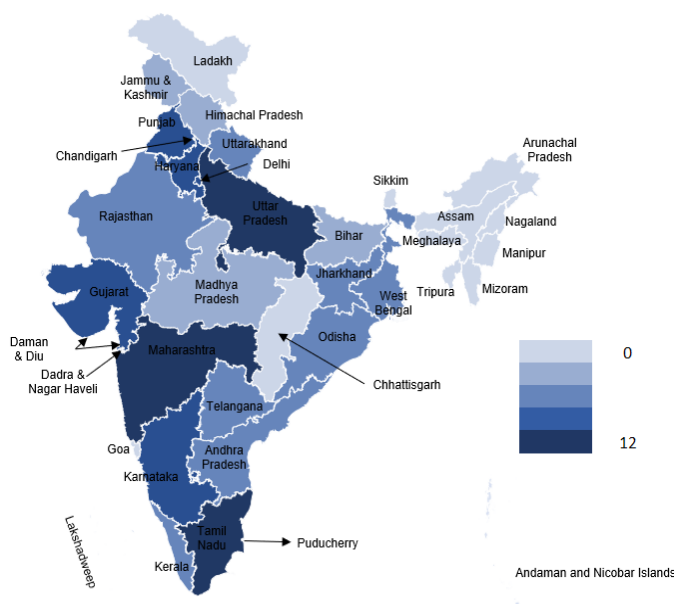 Ladakh
Jammu &
Kashmir
Himachal Pradesh
Punjab
Uttarakhand
Chandigarh
Haryana
Delhi
Arunachal
Pradesh
Sikkim
Rajasthan
Uttar
Pradesh
Assam
Nagaland
Bihar
Meghalaya
Manipur
Jharkhand
Gujarat
Madhya
Pradesh
West
Bengal
Tripura
Mizoram
Daman
& Diu
Maharashtra
Odisha
Dadra &
Nagar Haveli
Chhattisgarh
0
12
Telangana
Goa
Andhra
Pradesh
Karnataka
Lakshadweep
Tamil
Nadu
Puducherry
Kerala
Andaman and Nicobar Islands